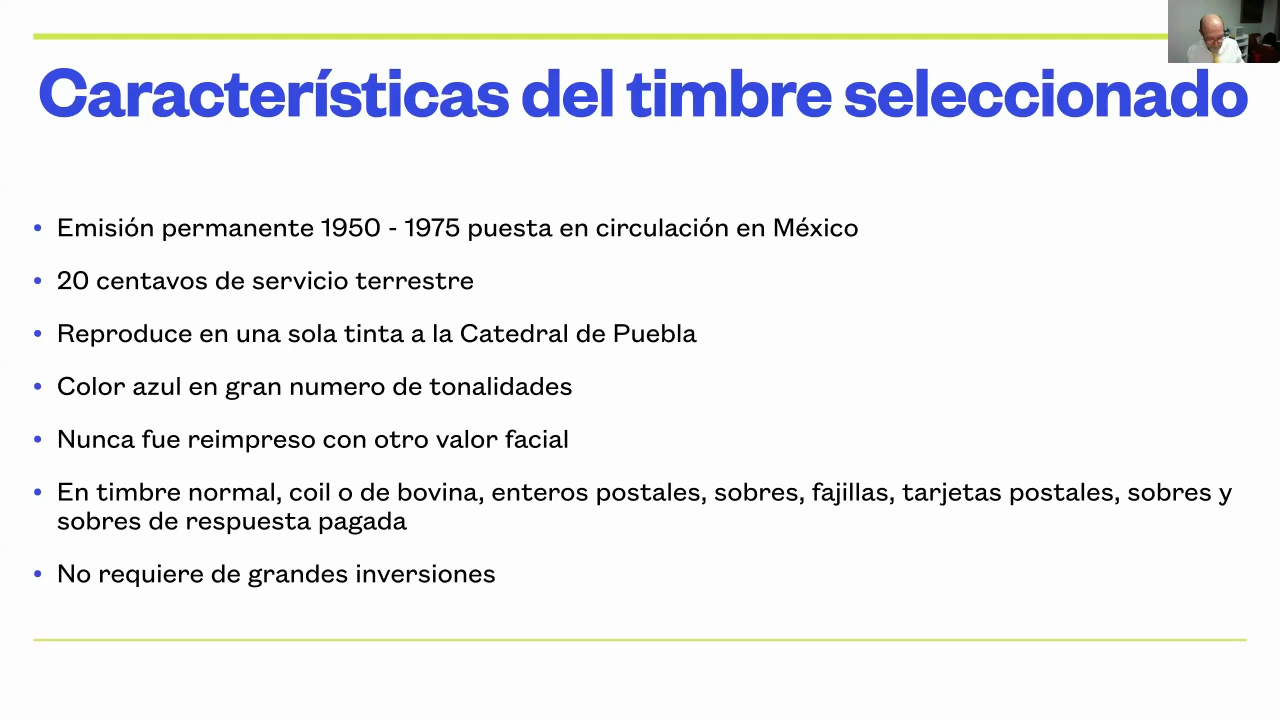 Características del timbre seleccionado
• Emisión permanente 1950 - 1975 puesta en circulación en México
• 20 centavos de servicio terrestre
• Reproduce en una sola tinta a la Catedral de Puebla
• Color azul en gran numero de tonalidades
• Nunca fue reimpreso con otro valor facial
• En timbre normal, coil o de bovina, enteros postales, sobres, fajillas, tarjetas postales, sobres y
sobres de respuesta pagada
• No requiere de grandes inversiones